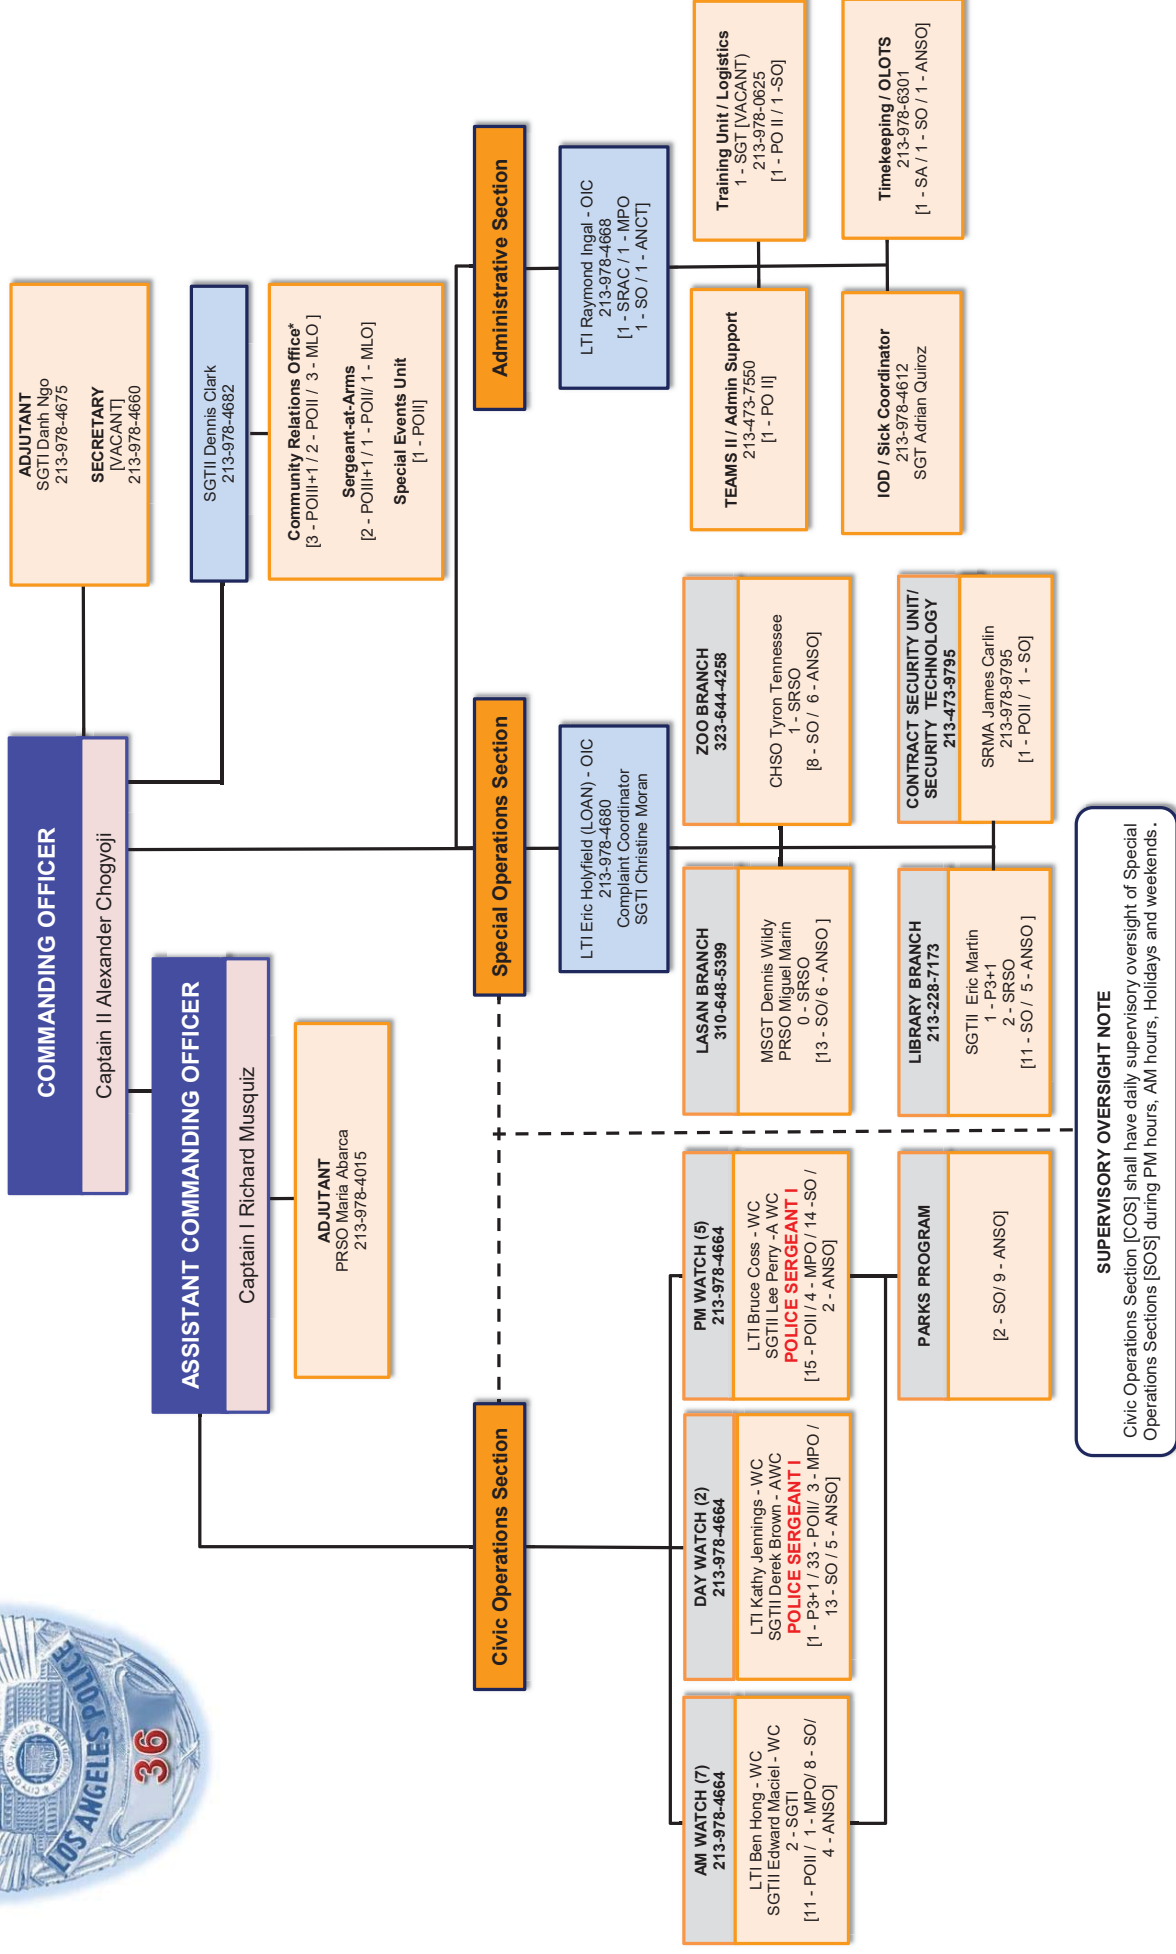 COMMANDING OFFICER
Captain II Alexander Chogyoji
ADJUTANT
SGTI Danh Ngo
213-978-4675
SECRETARY
[VACANT]
213-978-4660
ASSISTANT COMMANDING OFFICER
Captain I Richard Musquiz
ADJUTANT
PRSO Maria Abarca
213-978-4015
SGTII Dennis Clark
213-978-4682
Community Relations Office*
[3 - POIII+1 / 2 - POII / 3 - MLO ]
Sergeant-at-Arms
[2 - POIII+1/ 1 - POII/ 1 - MLO]
Special Events Unit
[1 - POII]
LOS ANGELES POLICE
36
Civic Operations Section
Special Operations Section
Administrative Section
LTI Eric Holyfield (LOAN) - OIC
213-978-4680
Complaint Coordinator
SGTI Christine Moran
LTI Raymond Ingal - OIC
213-978-4668
[1 - SRAC / 1 - MPO
1 - SO / 1 - ANCT]
AM WATCH (7)
213-978-4664
LTI Ben Hong - WC
SGTII Edward Maciel - WC
2 - SGTI
[11 - POII / 1 - MPO/ 8 - SO/
4 - ANSO]
DAY WATCH (2)
213-978-4664
LTI Kathy Jennings - WC
SGTII Derek Brown - AWC
POLICE SERGEANT I
[1 - P3+1 / 33 - POII/ 3 - MPO /
13 - SO / 5 - ANSO]
PM WATCH (5)
213-978-4664
LTI Bruce Coss - WC
SGTII Lee Perry -A WC
POLICE SERGEANT I
[15 - POII / 4 - MPO / 14 -SO /
2 - ANSO]
LASAN BRANCH
310-648-5399
MSGT Dennis Wildy
PRSO Miguel Marin
0 - SRSO
[13 - SO/ 6 - ANSO ]
ZOO BRANCH
323-644-4258
CHSO Tyron Tennessee
1 - SRSO
[8 - SO / 6 - ANSO]
TEAMS II / Admin Support
213-473-7550
[1 - PO II]
Training Unit / Logistics
1 - SGT [VACANT)
213-978-0625
[1 - PO II / 1 -SO]
PARKS PROGRAM
[2 - SO/ 9 - ANSO]
LIBRARY BRANCH
213-228-7173
SGTII Eric Martin
1 - P3+1
2 - SRSO
[11 - SO / 5 - ANSO ]
CONTRACT SECURITY UNIT/
SECURITY TECHNOLOGY
213-473-9795
SRMA James Carlin
213-978-9795
[1 - POII / 1 - SO]
IOD / Sick Coordinator
213-978-4612
SGT Adrian Quiroz
Timekeeping / OLOTS
213-978-6301
[1 - SA / 1 - SO / 1 - ANSO]
SUPERVISORY OVERSIGHT NOTE
Civic Operations Section [COS] shall have daily supervisory oversight of Special
Operations Sections [SOS] during PM hours, AM hours, Holidays and weekends.